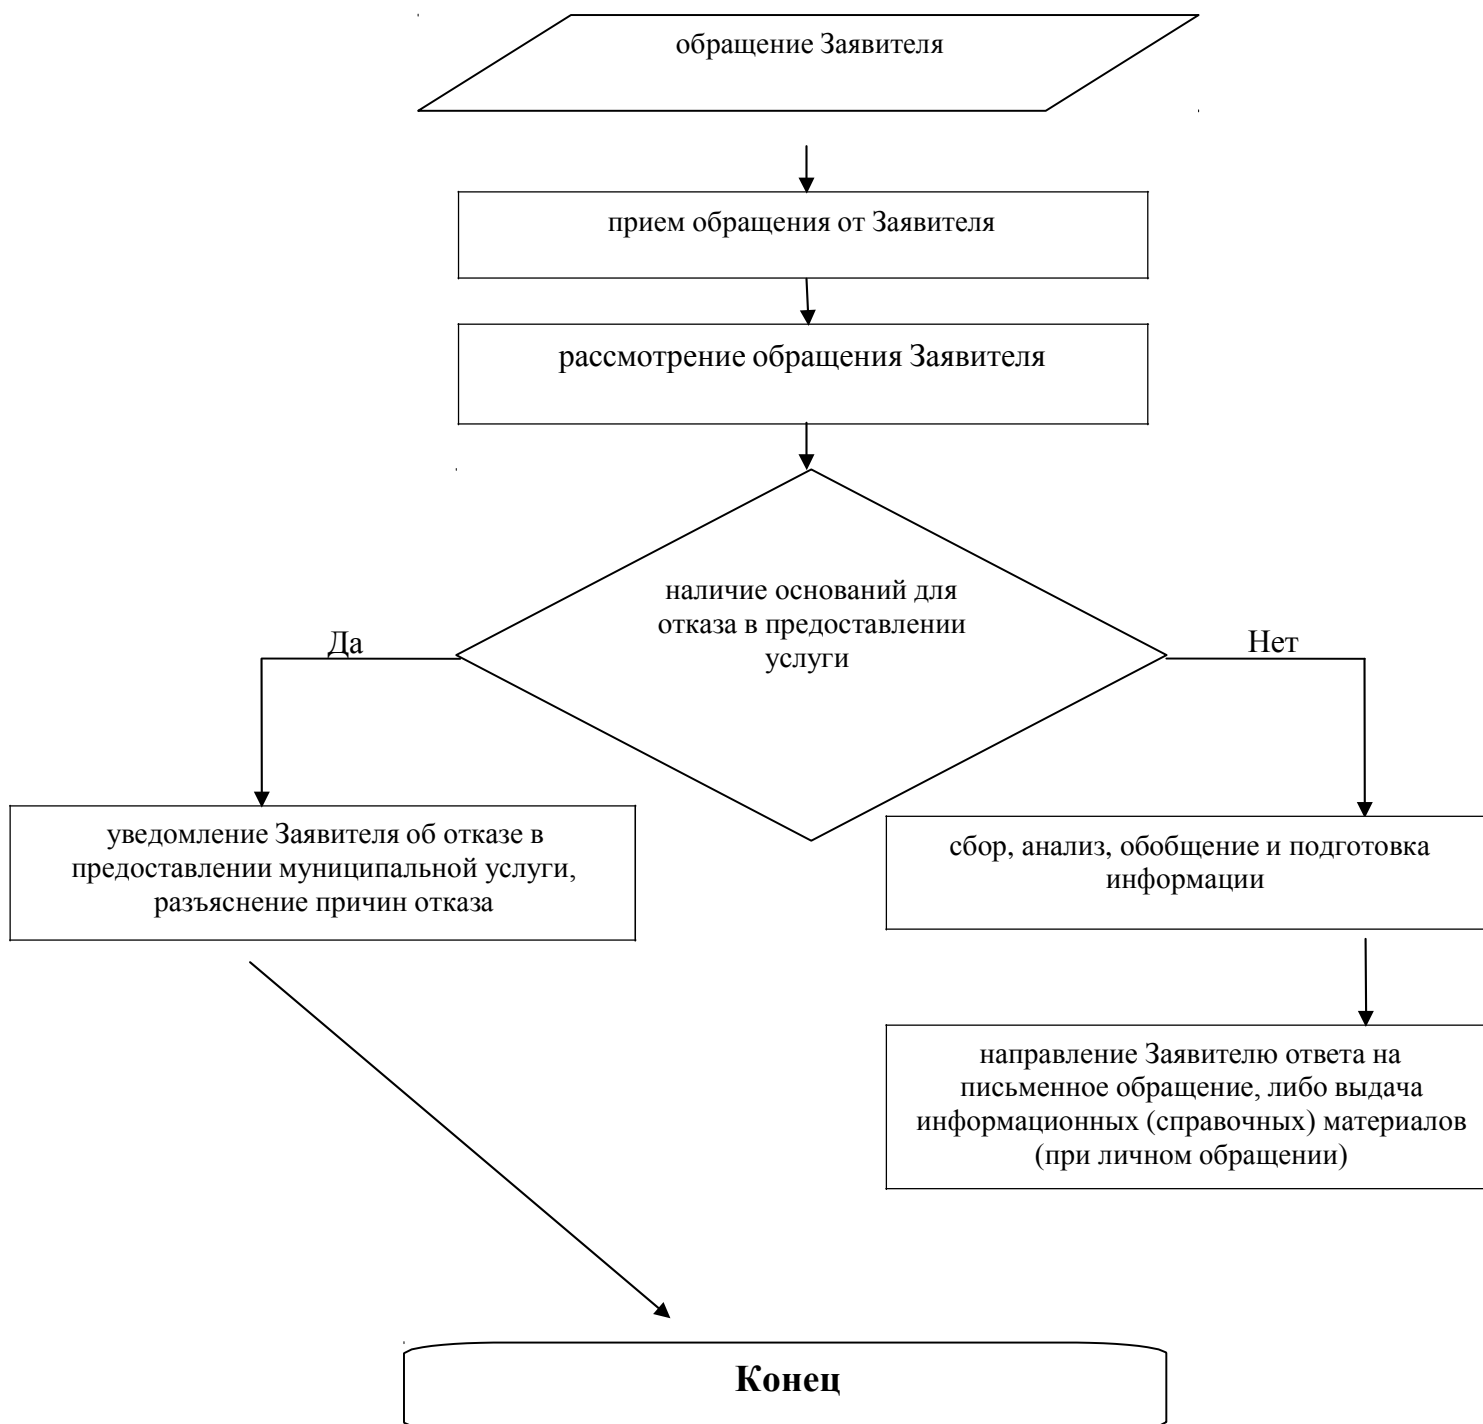 обращение Заявителя
прием обращения от Заявителя
рассмотрение обращения Заявителя
наличие оснований для
отказа в предоставлении
услуги
Да
Нет
уведомление Заявителя об отказе в
предоставлении муниципальной услуги,
разъяснение причин отказа
сбор, анализ, обобщение и подготовка
информации
направление Заявителю ответа на
письменное обращение, либо выдача
информационных (справочных) материалов
(при личном обращении)
Конец